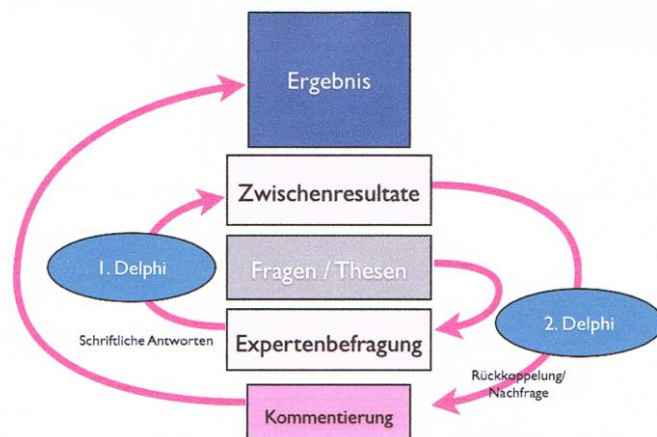 Ergebnis
Zwischenresultate
1. Delphi
Fragen / Thesen
2. Delphi
Schriftliche Antworten
Expertenbefragung
Rückkoppelung/
Nachfrage
Kommentierung